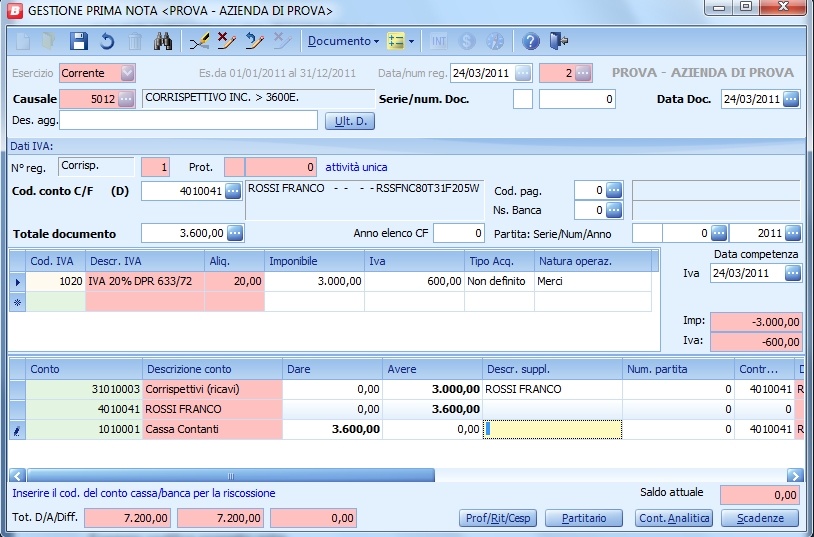 B GESTIONE PRIMA NOTA <PROVA - AZIENDA DI PROVA>
Documento INT $
Esercizio Corrente Es.da 01/01/2011 al 31/12/2011 Data/num reg. 24/03/2011 2 PROVA - AZIENDA DI PROVA
Causale 5012 CORRISPETTIVO INC. > 3600E. Serie/num. Doc. 0 Data Doc. 24/03/2011
Des. agg. Ult. D.
Dati IVA:
N° reg. Corrisp. 1 Prot. 0 attività unica
Cod. conto C/F (D) 4010041 ROSSI FRANCO - - - -RSSFNC80T31F205W Cod. pag. 0
Ns. Banca 0
Totale documento 3.600,00 Anno elenco CF 0 Partita: Serie/Num/Anno 0 2011
Cod. IVA Descr. IVA Aliq. Imponibile Iva Tipo Acq. Natura operaz.
1020 IVA 20% DPR 633/72 20,00 3.000,00 600,00 Non definito Merci
Data competenza
Iva 24/03/2011
Imp: -3.000,00
Iva: -600,00
Conto Descrizione conto Dare Avere Descr. suppl. Num. partita Contr... D
31010003 Corrispettivi (ricavi) 0,00 3.000,00 ROSSI FRANCO 0 4010041 R
4010041 ROSSI FRANCO 0,00 3.600,00 0 0
1010001 Cassa Contanti 3.600,00 0,00 0 4010041 R
Inserire il cod. del conto cassa/banca per la riscossione Saldo attuale 0,00
Tot. D/A/Diff. 7.200,00 7.200,00 0,00 Prof/Rit/Cesp Partitario Cont. Analitica Scadenze